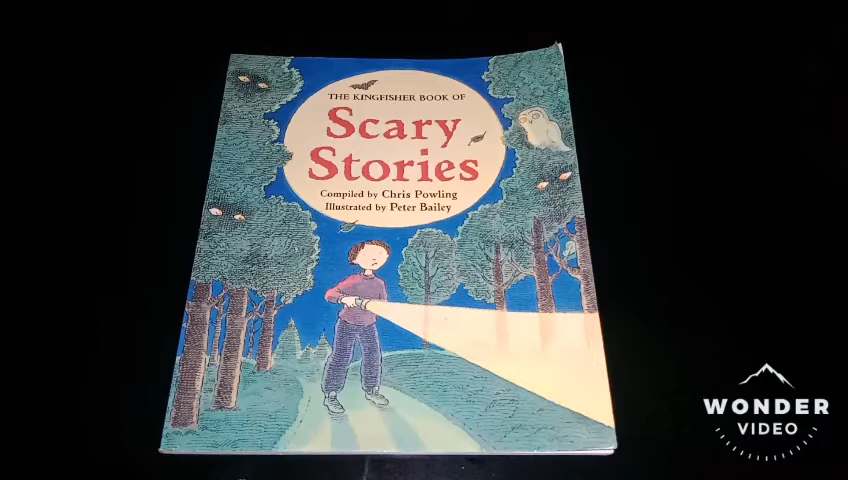 THE KINGFISHER BOOK OF
Scary
Stories
Compiled by Chris Powling
Illustrated by Peter Bailey
WONDER
VIDEO